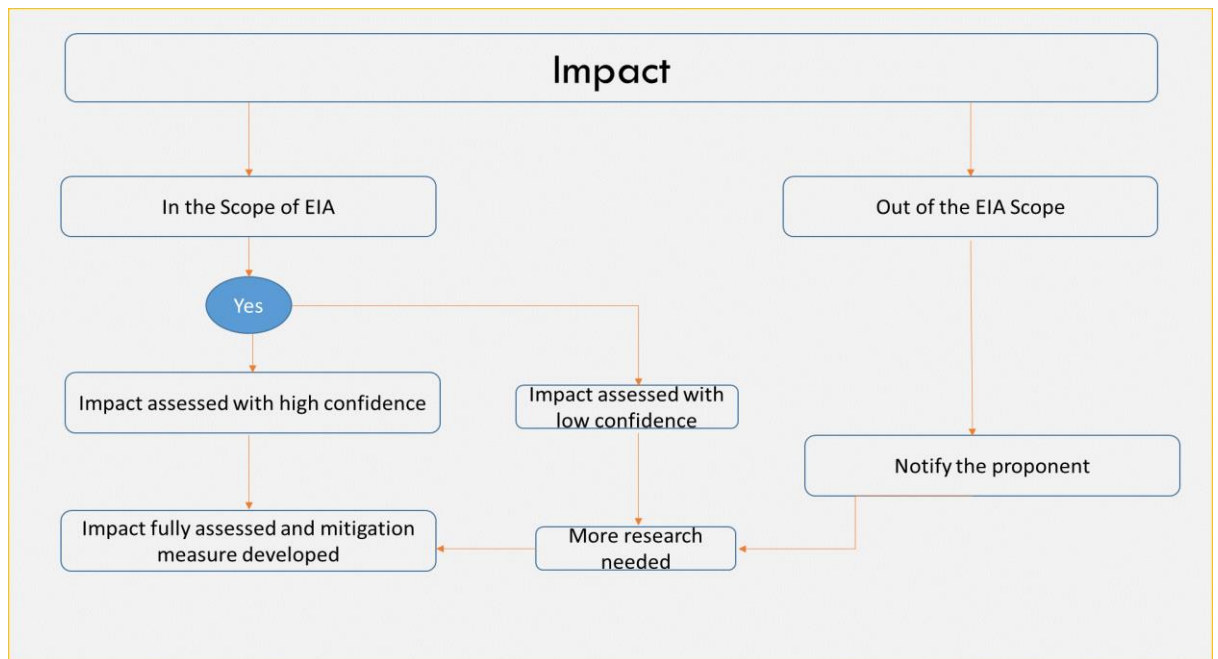 Impact
In the Scope of EIA
Out of the EIA Scope
Yes
Impact assessed with high confidence
Impact assessed with
low confidence
Notify the proponent
Impact fully assessed and mitigation
measure developed
More research
needed